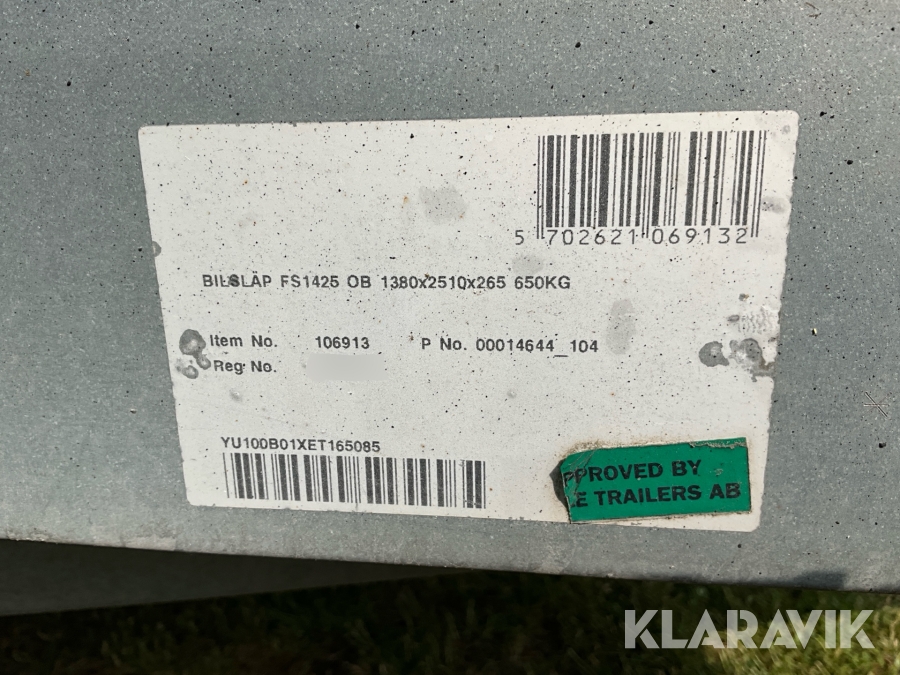 5 702621 069132
BILSLÄP FS1425 OB 1380x2510x265 650KG
Item No. 106913 P No. 00014644_104
Reg No.
YU100B01XET165085
PPROVED BY
E TRAILERS AB
KLARAVIK